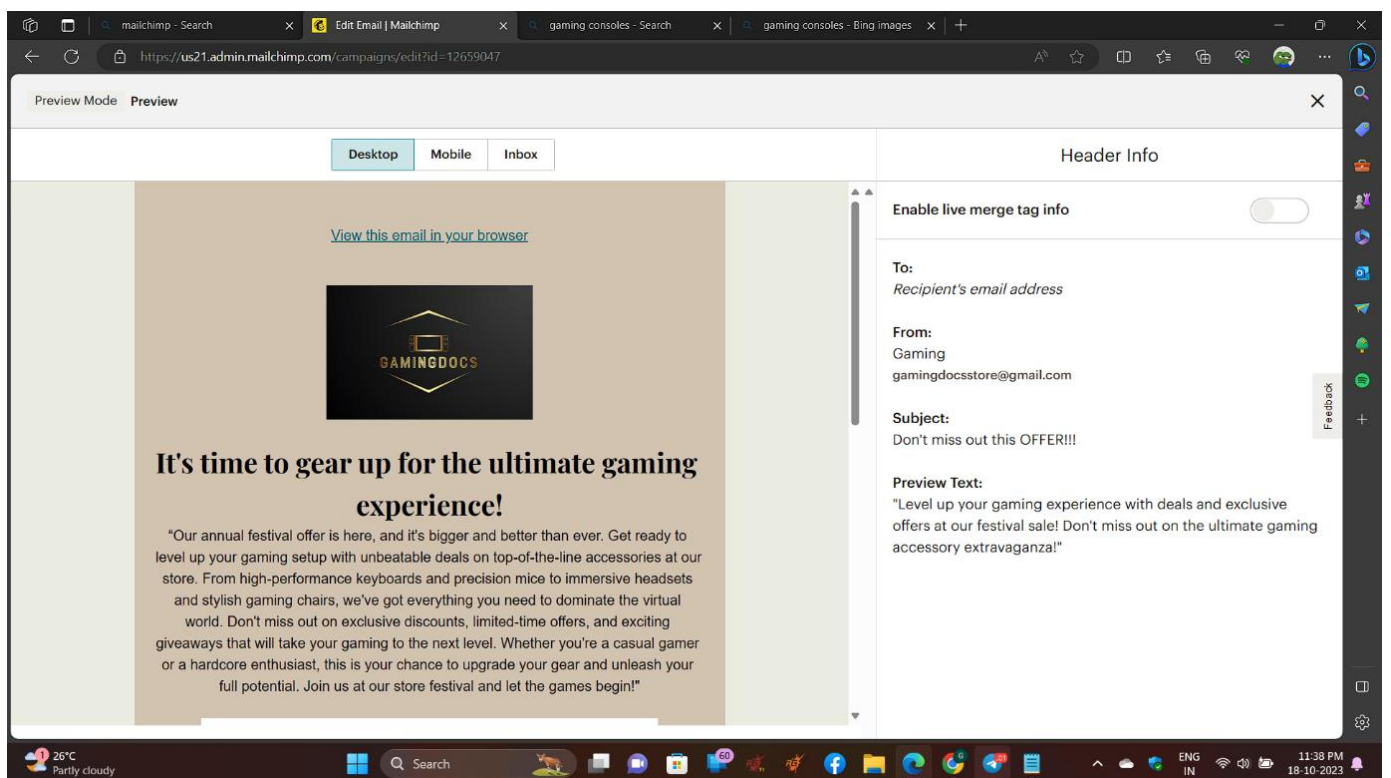 mailchimp - Search
Edit Email | Mailchimp
gaming consoles - Search
gaming consoles - Bing images
https://us21.admin.mailchimp.com/campaigns/edit?id=12659047
Preview Mode Preview
Desktop Mobile Inbox
Header Info
View this email in your browser
GAMINGDOCS
It's time to gear up for the ultimate gaming
experience!
"Our annual festival offer is here, and it's bigger and better than ever. Get ready to
level up your gaming setup with unbeatable deals on top-of-the-line accessories at our
store. From high-performance keyboards and precision mice to immersive headsets
and stylish gaming chairs, we've got everything you need to dominate the virtual
world. Don't miss out on exclusive discounts, limited-time offers, and exciting
giveaways that will take your gaming to the next level. Whether you're a casual gamer
or a hardcore enthusiast, this is your chance to upgrade your gear and unleash your
full potential. Join us at our store festival and let the games begin!"
Enable live merge tag info
To:
Recipient's email address
From:
Gaming
gamingdocsstore@gmail.com
Subject:
Don't miss out this OFFER!!!
Preview Text:
"Level up your gaming experience with deals and exclusive
offers at our festival sale! Don't miss out on the ultimate gaming
accessory extravaganza!"
Feedback
1
26°C
Partly cloudy
Search
60
ENG
IN
11:38 PM
18-10-2023